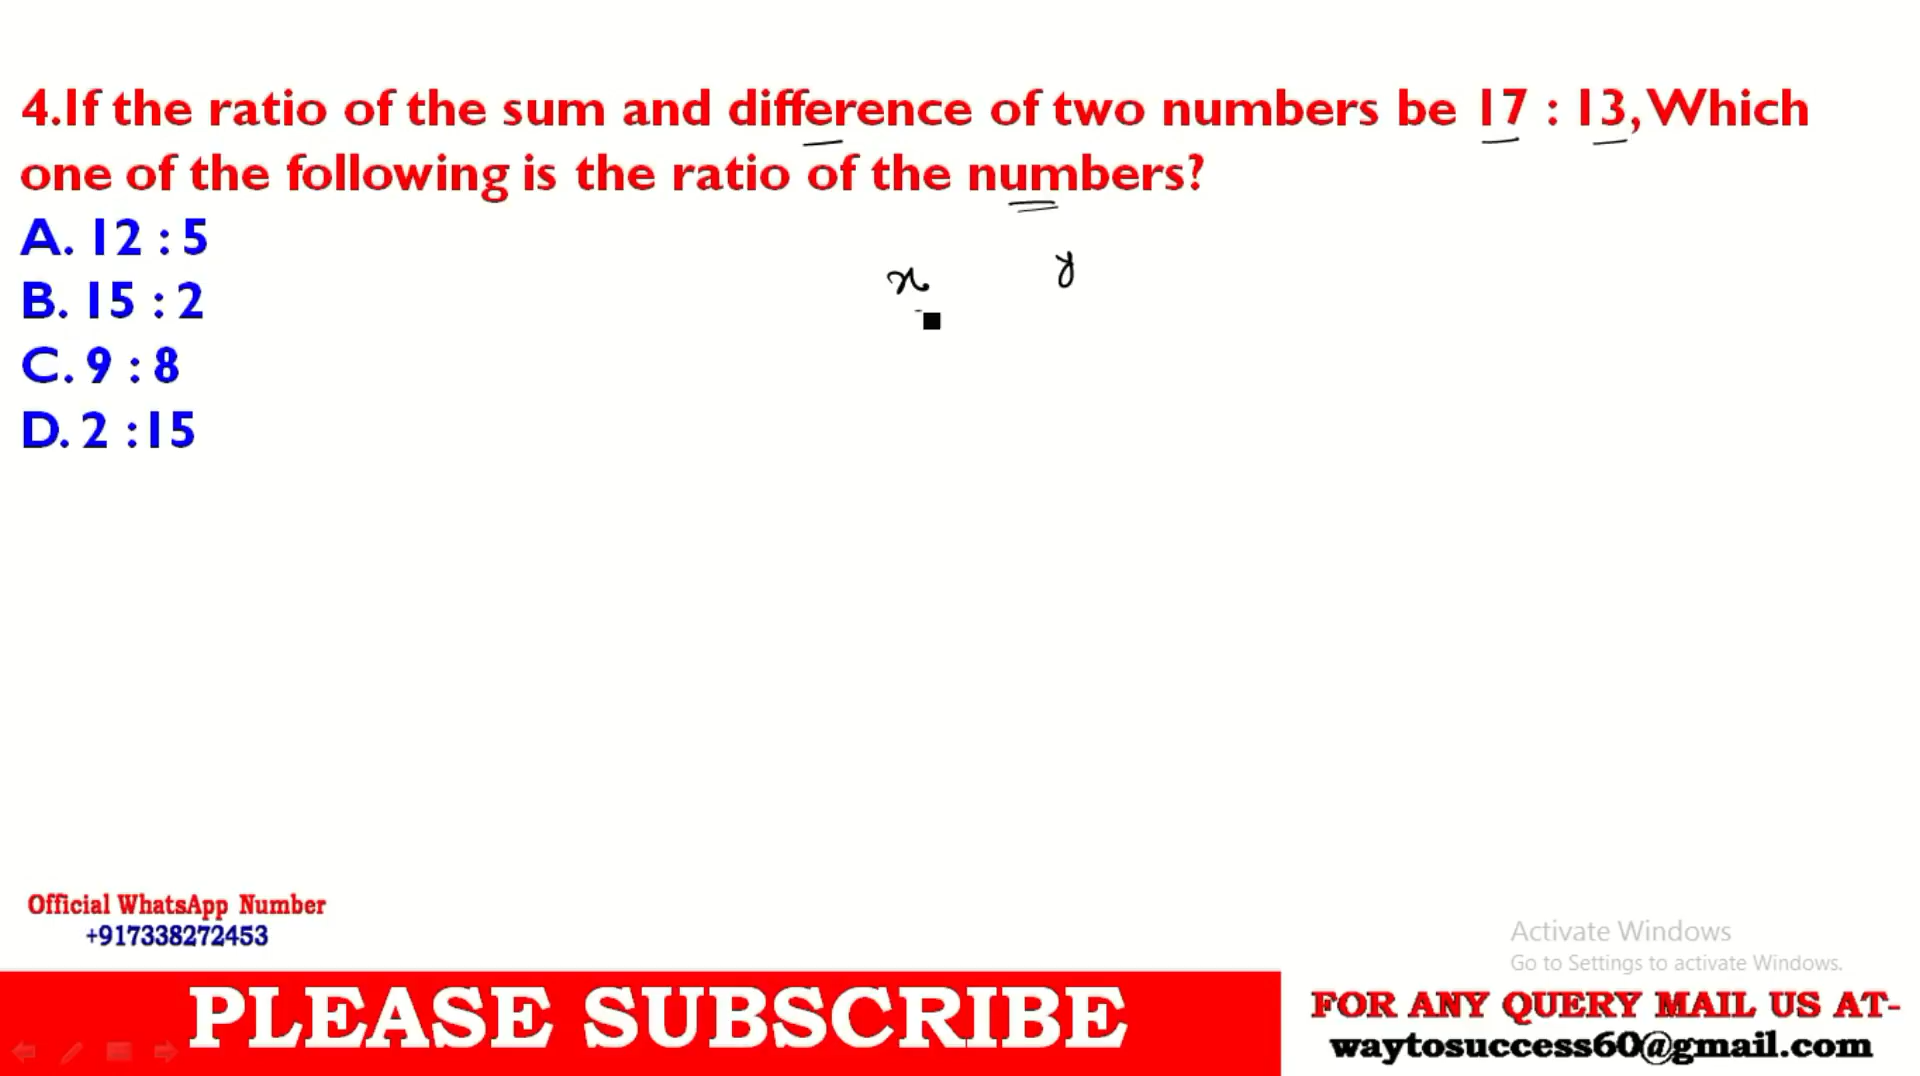 4.If the ratio of the sum and difference of two numbers be 17 : 13, Which
one of the following is the ratio of the numbers?
A. 12 : 5
B. 15 : 2
C. 9 : 8
D. 2 :15
x y
Official WhatsApp Number
+917338272453
Activate Windows
Go to Settings to activate Windows.
PLEASE SUBSCRIBE
FOR ANY QUERY MAIL US AT-
waytosuccess60@gmail.com